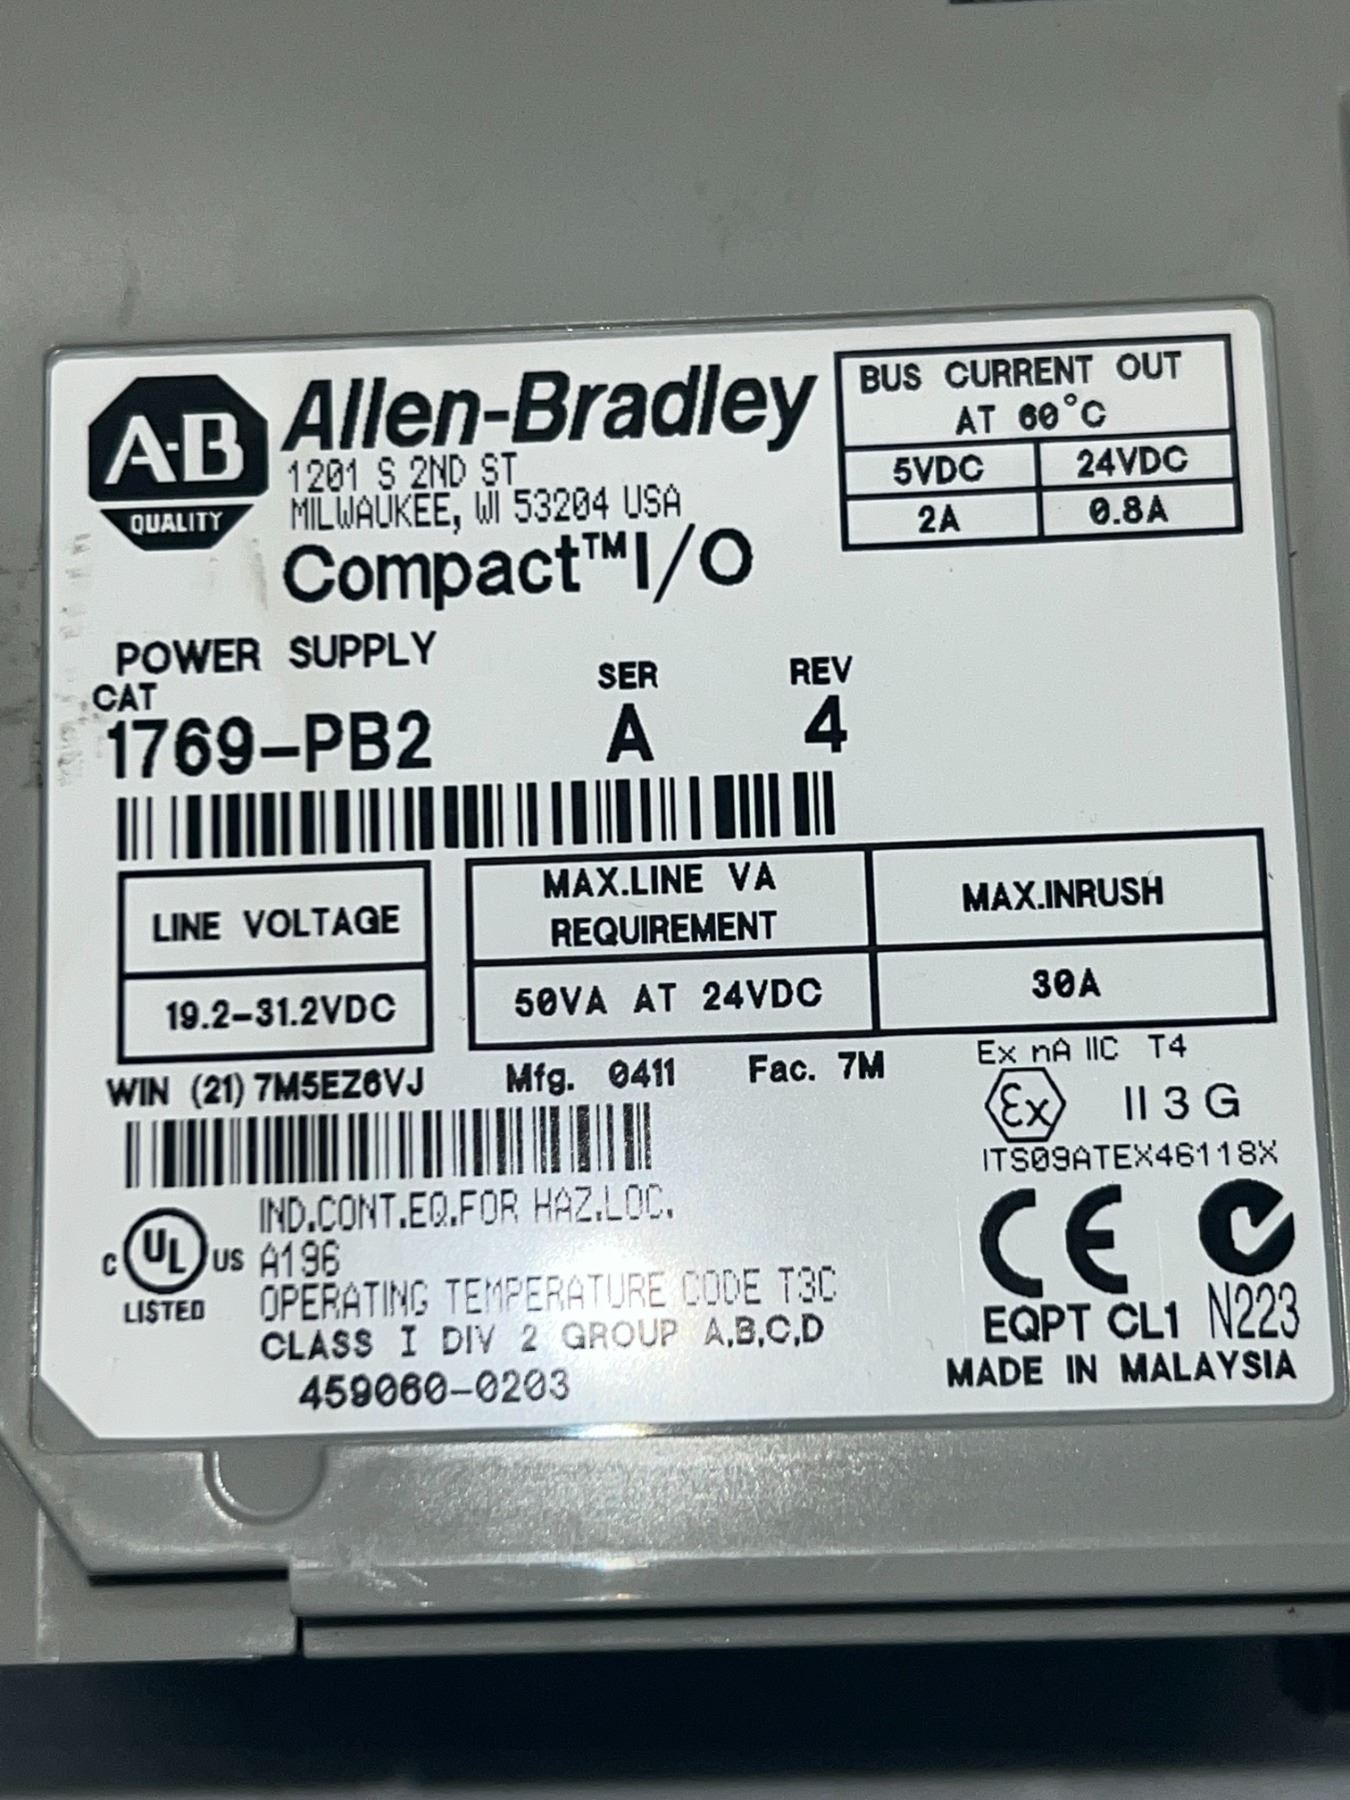 A-B
QUALITY
Allen-Bradley
1201 S 2ND ST
MILWAUKEE, WI 53204 USA
Compact™I/O
BUS CURRENT OUT
AT 60°C
5VDC 24VDC
2A 0.8A
POWER SUPPLY
CAT SER REV
1769-PB2 A 4
LINE VOLTAGE
19.2-31.2VDC
MAX.LINE VA
REQUIREMENT
50VA AT 24VDC
MAX.INRUSH
30A
WIN (21) 7M5EZ6VJ Mfg. 0411 Fac. 7M
Ex nA IIC T4
Ex II 3 G
ITS09ATEX46118X
C UL US
LISTED
IND.CONT.EQ.FOR HAZ.LOC.
A196
OPERATING TEMPERATURE CODE T3C
CLASS I DIV 2 GROUP A,B,C,D
459060-0203
CE
EQPT CL1 N223
MADE IN MALAYSIA